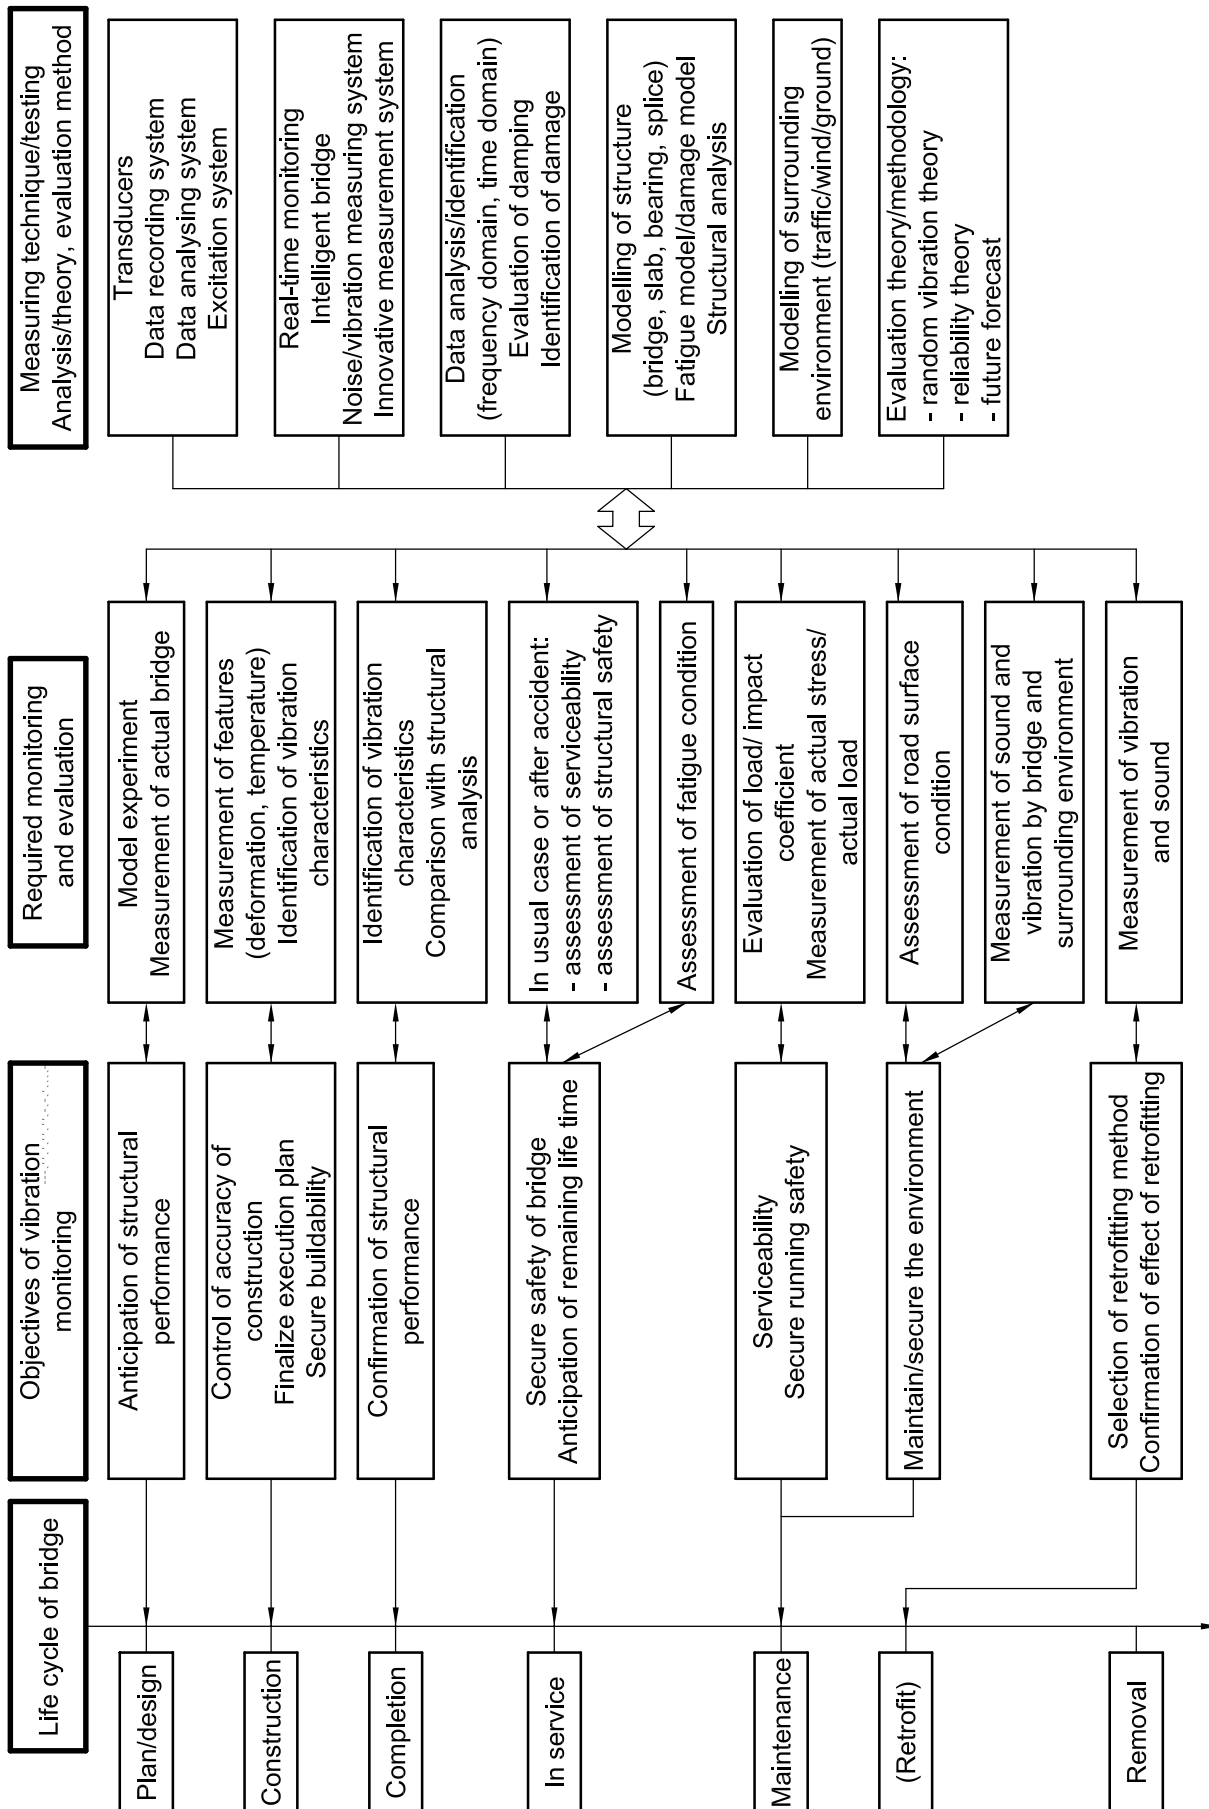 Life cycle of bridge
Objectives of vibration
monitoring
Required monitoring
and evaluation
Measuring technique/testing
Analysis/theory, evaluation method
Plan/design
Construction
Completion
In service
Maintenance
(Retrofit)
Removal
Anticipation of structural
performance
Control of accuracy of
construction
Finalize execution plan
Secure buildability
Confirmation of structural
performance
Secure safety of bridge
Anticipation of remaining life time
Serviceability
Secure running safety
Maintain/secure the environment
Selection of retrofitting method
Confirmation of effect of retrofitting
Model experiment
Measurement of actual bridge
Measurement of features
(deformation, temperature)
Identification of vibration
characteristics
Identification of vibration
characteristics
Comparison with structural
analysis
In usual case or after accident:
- assessment of serviceability
- assessment of structural safety
Assessment of fatigue condition
Evaluation of load/ impact
coefficient
Measurement of actual stress/
actual load
Assessment of road surface
condition
Measurement of sound and
vibration by bridge and
surrounding environment
Measurement of vibration
and sound
Transducers
Data recording system
Data analysing system
Excitation system
Real-time monitoring
Intelligent bridge
Noise/vibration measuring system
Innovative measurement system
Data analysis/identification
(frequency domain, time domain)
Evaluation of damping
Identification of damage
Modelling of structure
(bridge, slab, bearing, splice)
Fatigue model/damage model
Structural analysis
Modelling of surrounding
environment (traffic/wind/ground)
Evaluation theory/methodology:
- random vibration theory
- reliability theory
- future forecast